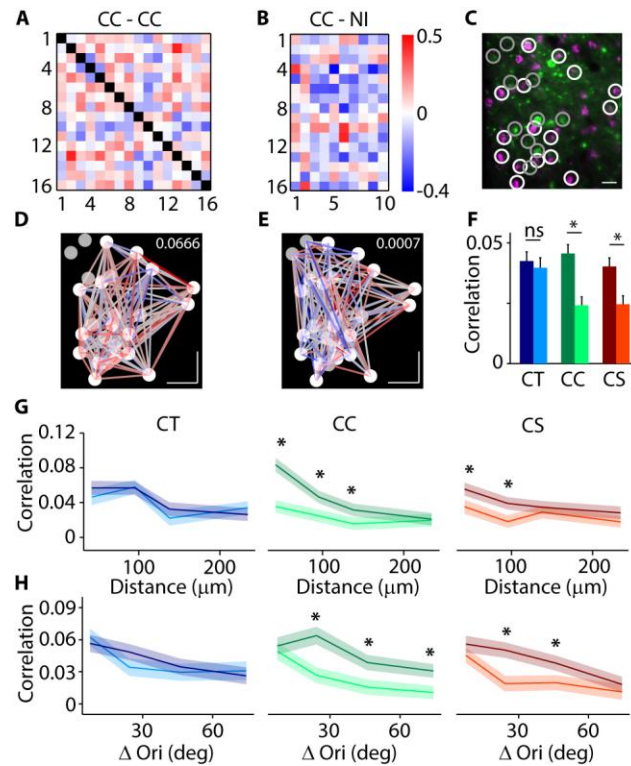 A CC - CC
1
4
8
12
16
1 4 8 12 16
B CC - NI
1
4
8
12
16
1 5 10
0.5
0
-0.4
C
D 0.0666
E 0.0007
F
Correlation
0.05
0
ns * *
CT CC CS
G CT CC CS
Correlation
0.12
0.08
0.04
0
* * * * *
100 200 100 200 100 200
Distance (μm) Distance (μm) Distance (μm)
H
Correlation
0.09
0.06
0.03
0
* * * * *
30 60 30 60 30 60
Δ Ori (deg) Δ Ori (deg) Δ Ori (deg)